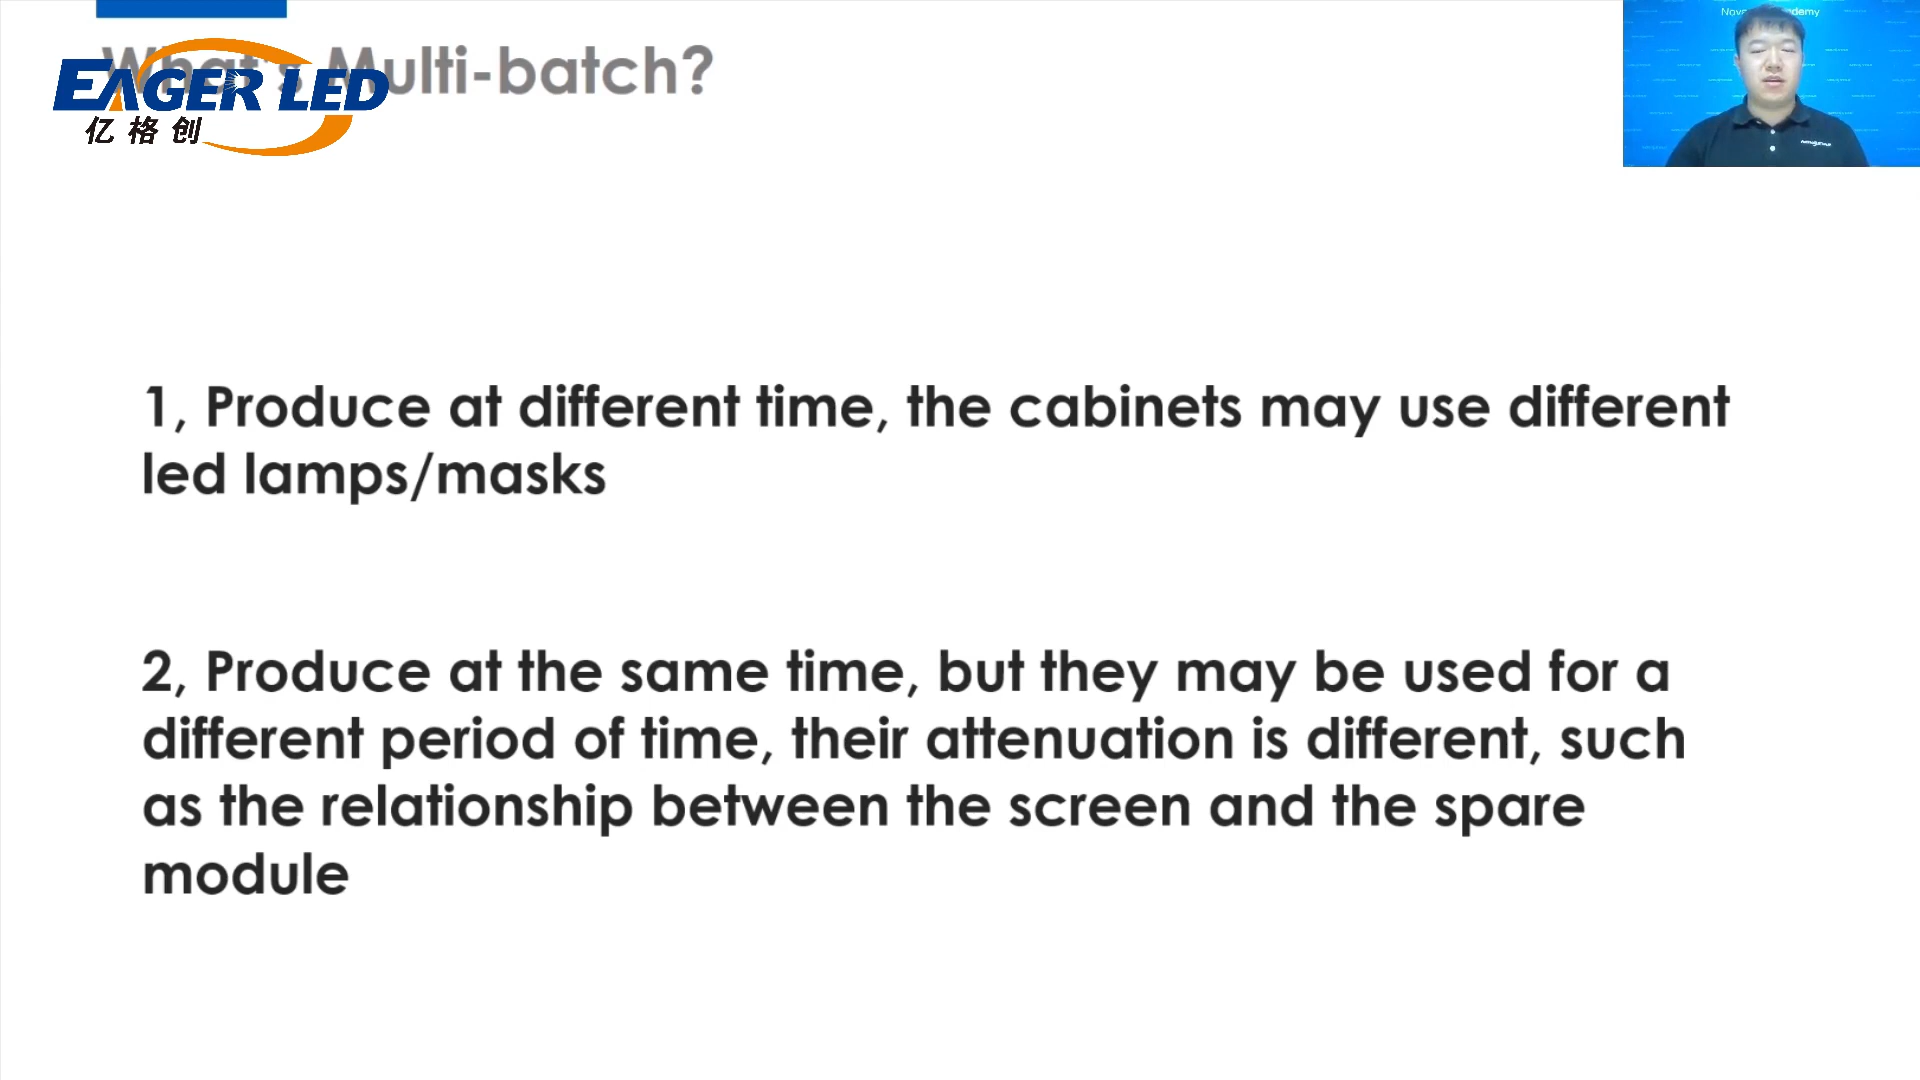 What's Multi-batch?
EAGER LED
亿格创
1, Produce at different time, the cabinets may use different
led lamps/masks
2, Produce at the same time, but they may be used for a
different period of time, their attenuation is different, such
as the relationship between the screen and the spare
module